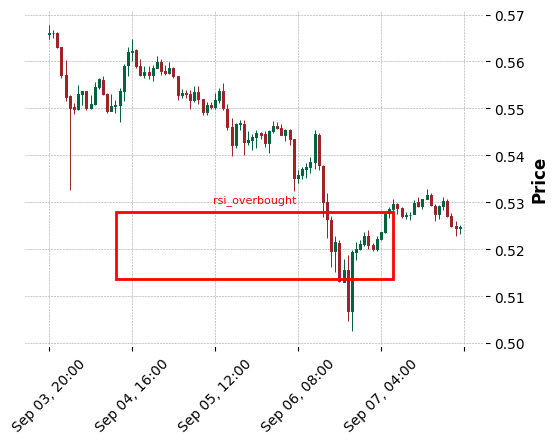 0.57
0.56
0.55
0.54
0.53
0.52
0.51
0.50
Price
rsi_overbought
Sep 03, 20:00
Sep 04, 16:00
Sep 05, 12:00
Sep 06, 08:00
Sep 07, 04:00